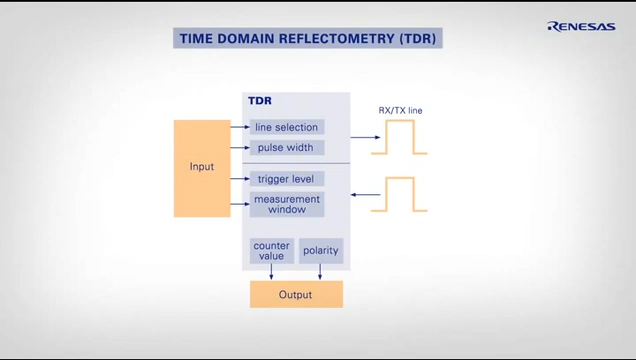 TIME DOMAIN REFLECTOMETRY (TDR)
RENESAS
TDR
RX/TX line
line selection
pulse width
Input
trigger level
measurement
window
counter
value
polarity
Output